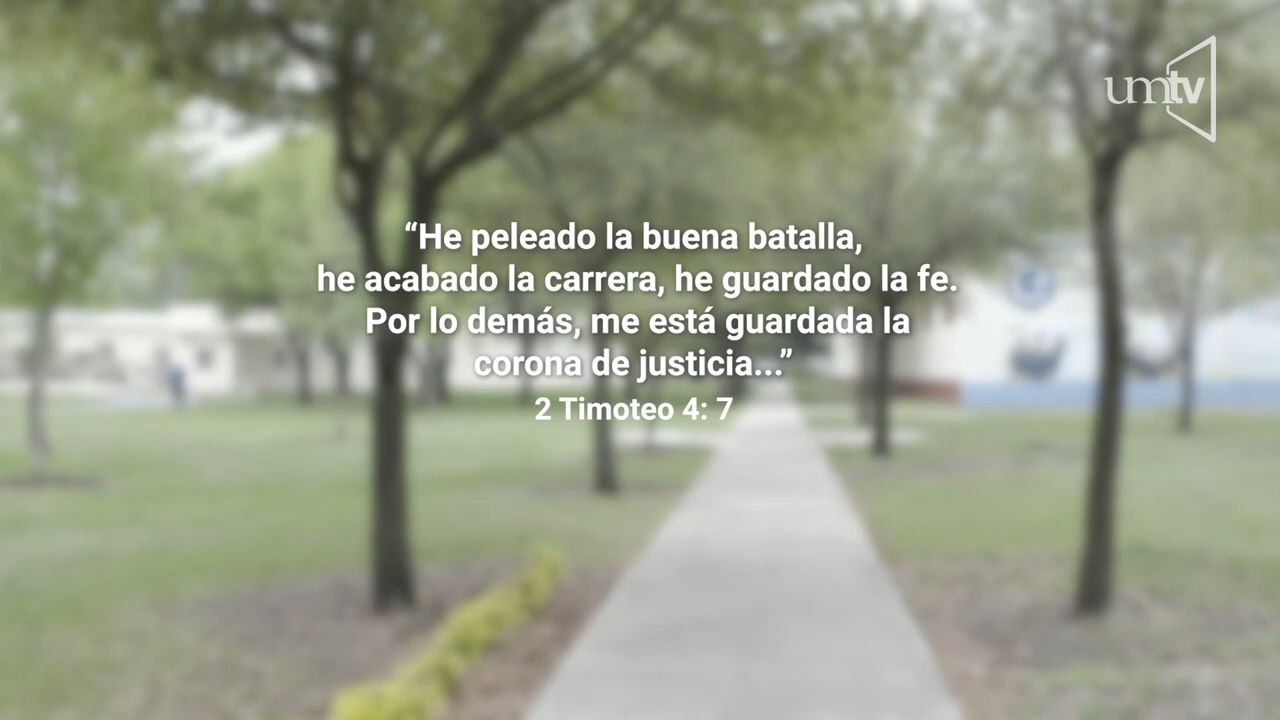 umtv
“He peleado la buena batalla,
he acabado la carrera, he guardado la fe.
Por lo demás, me está guardada la
corona de justicia...”
2 Timoteo 4: 7